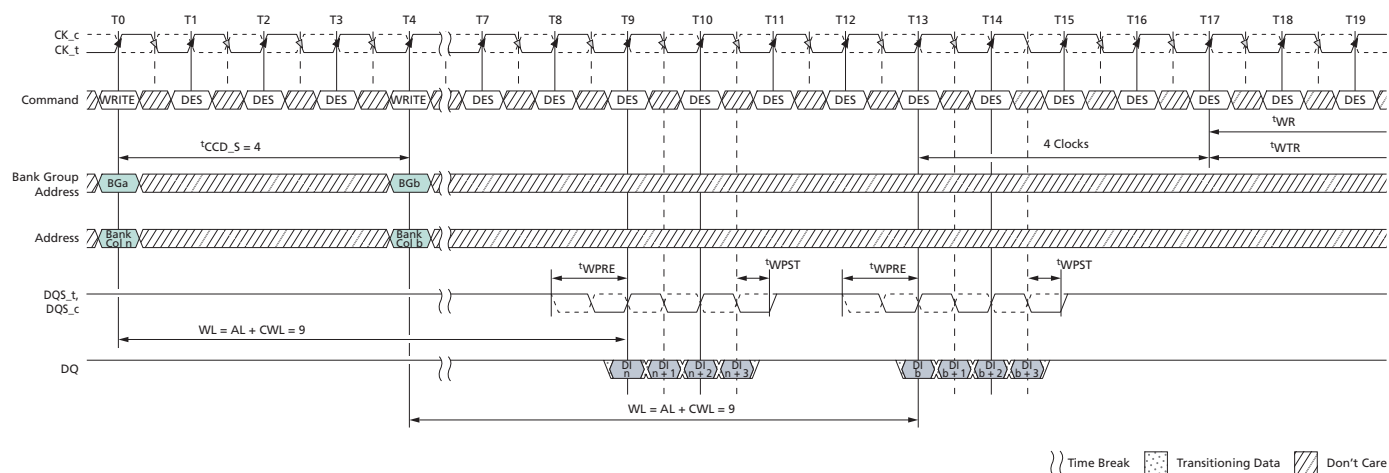 T0 T1 T2 T3 T4 T7 T8 T9 T10 T11 T12 T13 T14 T15 T16 T17 T18 T19
CK_c
CK_t
Command WRITE DES DES DES WRITE DES DES DES DES DES DES DES DES DES DES DES DES DES
tWR
tCCD_S = 4 4 Clocks tWTR
Bank Group
Address BGa BGb
Address Bank
Col n Bank
Col b
tWPRE tWPST tWPRE tWPST
DQS_t,
DQS_c
WL = AL + CWL = 9
DQ DI
n DI
n + 1 DI
n + 2 DI
n + 3 DI
b DI
b + 1 DI
b + 2 DI
b + 3
WL = AL + CWL = 9
Time Break Transitioning Data Don't Care